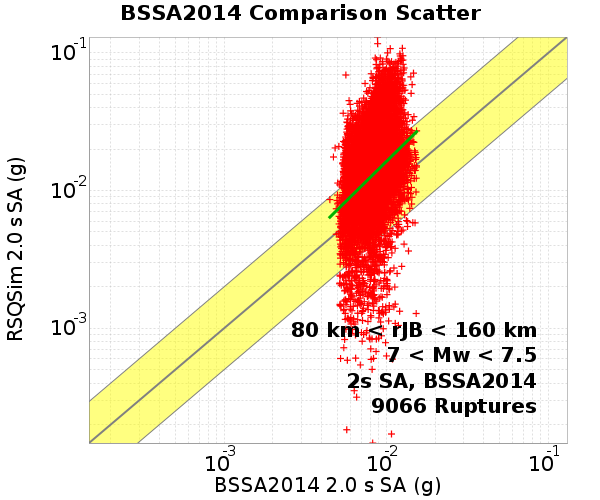 BSSA2014 Comparison Scatter
RSQSim 2.0 s SA (g)
10-1
10-2
10-3
80 km < rJB < 160 km
7 < Mw < 7.5
2s SA, BSSA2014
9066 Ruptures
10-3 10-2 10-1
BSSA2014 2.0 s SA (g)